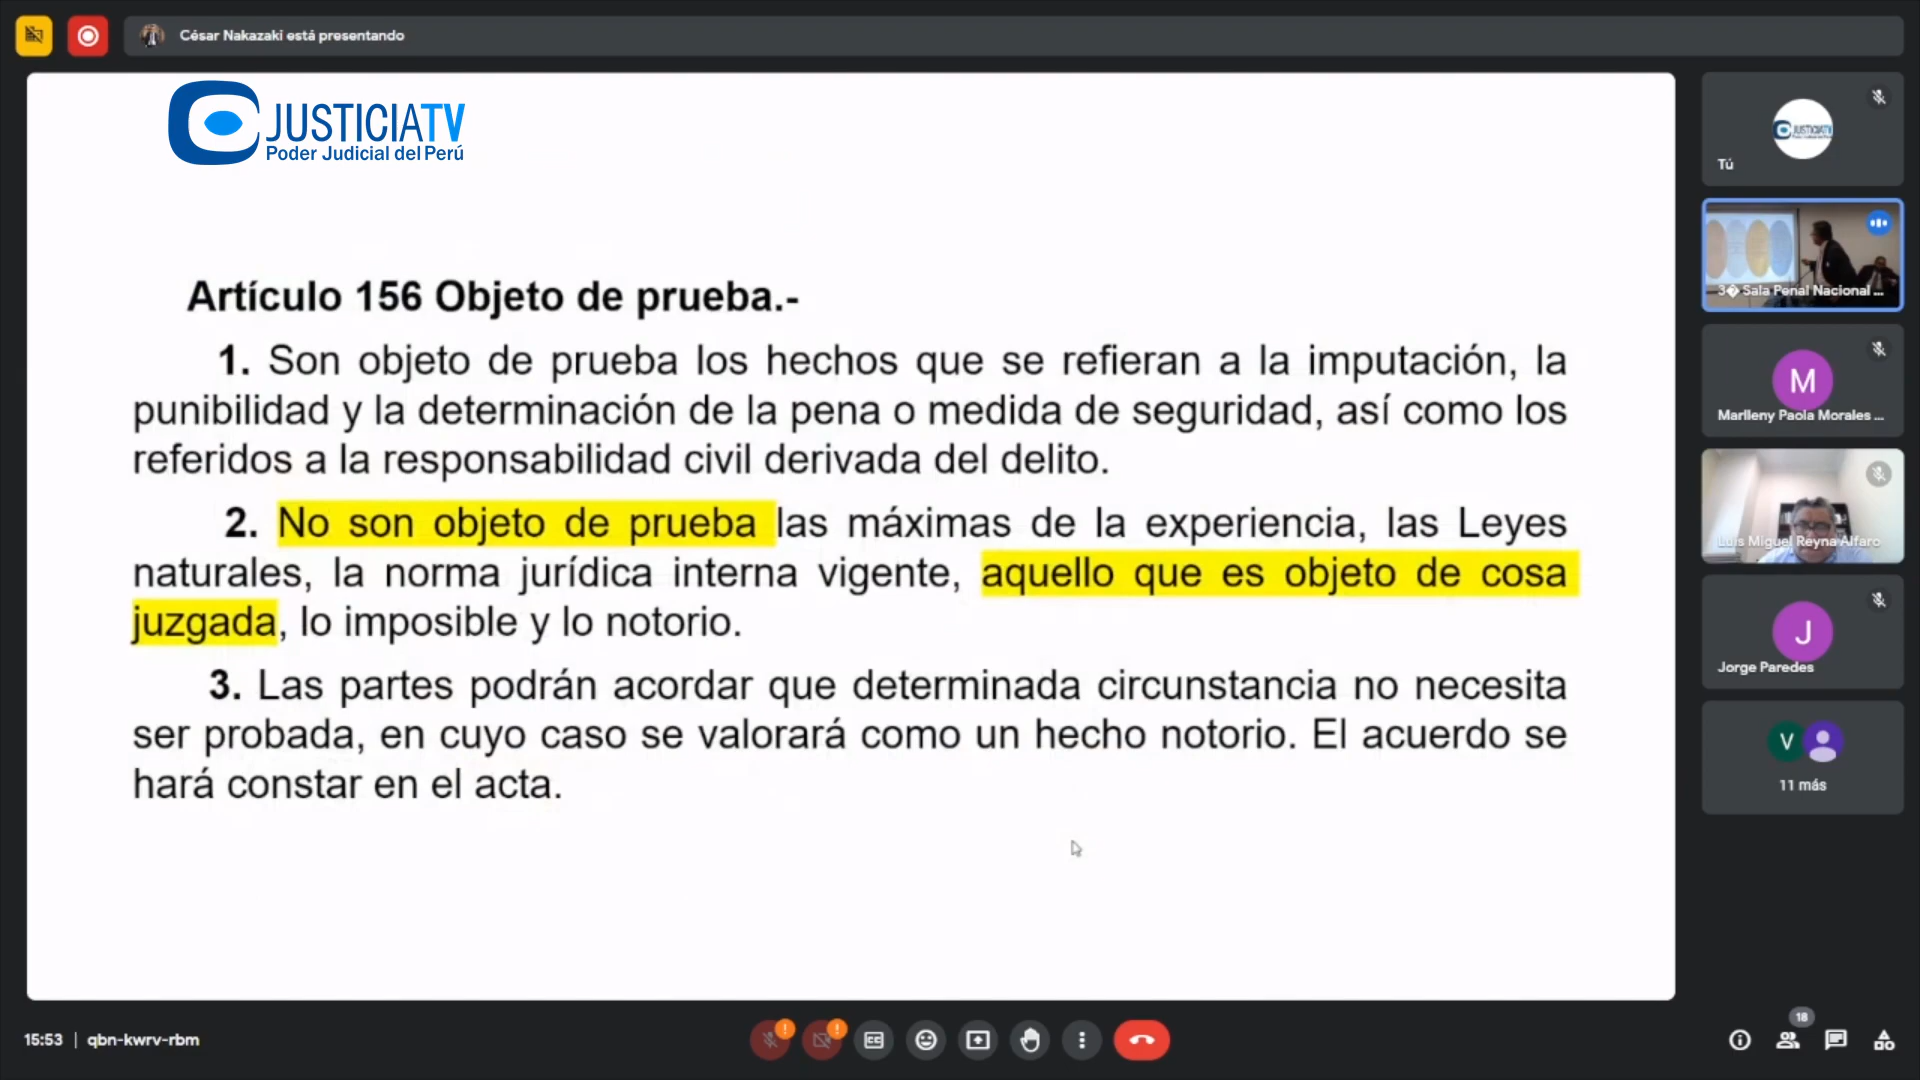 César Nakazaki está presentando
JUSTICIATV
Poder Judicial del Perú
Artículo 156 Objeto de prueba.-
1. Son objeto de prueba los hechos que se refieran a la imputación, la
punibilidad y la determinación de la pena o medida de seguridad, así como los
referidos a la responsabilidad civil derivada del delito.
2. No son objeto de prueba las máximas de la experiencia, las Leyes
naturales, la norma jurídica interna vigente, aquello que es objeto de cosa
juzgada, lo imposible y lo notorio.
3. Las partes podrán acordar que determinada circunstancia no necesita
ser probada, en cuyo caso se valorará como un hecho notorio. El acuerdo se
hará constar en el acta.
JUSTICIATV
Tú
3� Sala Penal Nacional ...
M
Marlleny Paola Morales ...
Luis Miguel Reyna Alfaro
J
Jorge Paredes
V
11 más
15:53 | qbn-kwrv-rbm
18